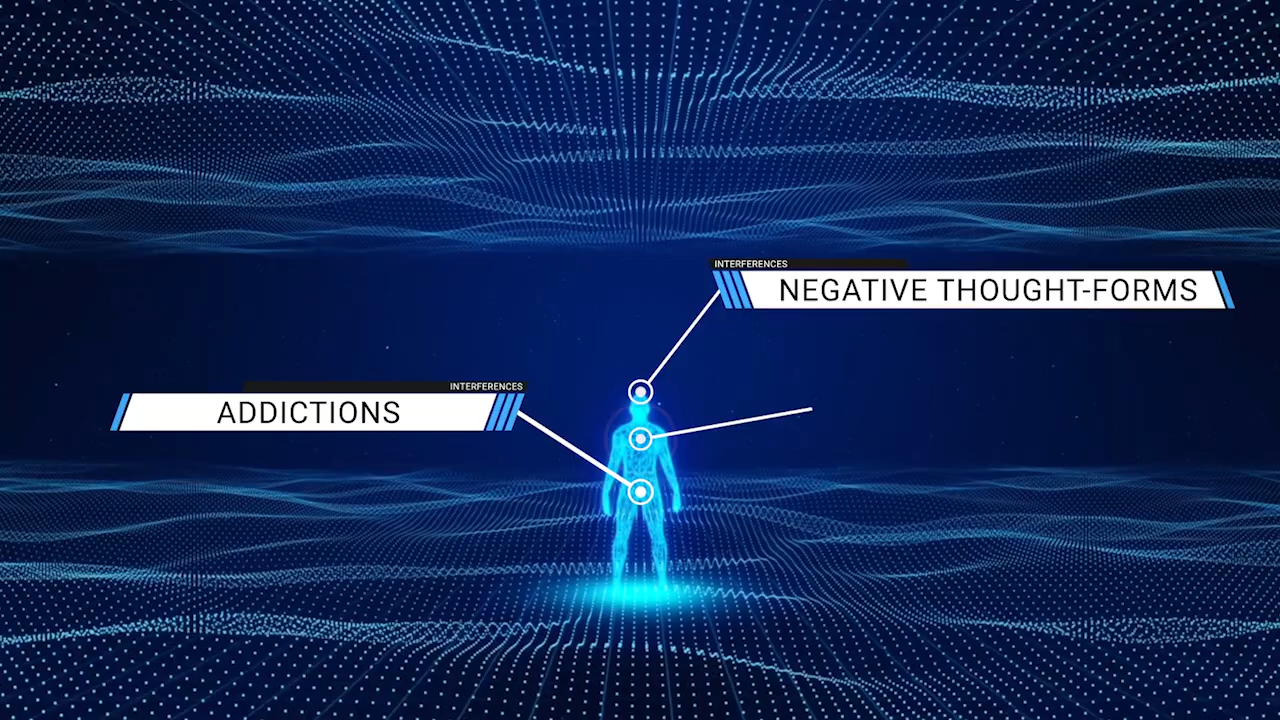 INTERFERENCES
NEGATIVE THOUGHT-FORMS
INTERFERENCES
ADDICTIONS